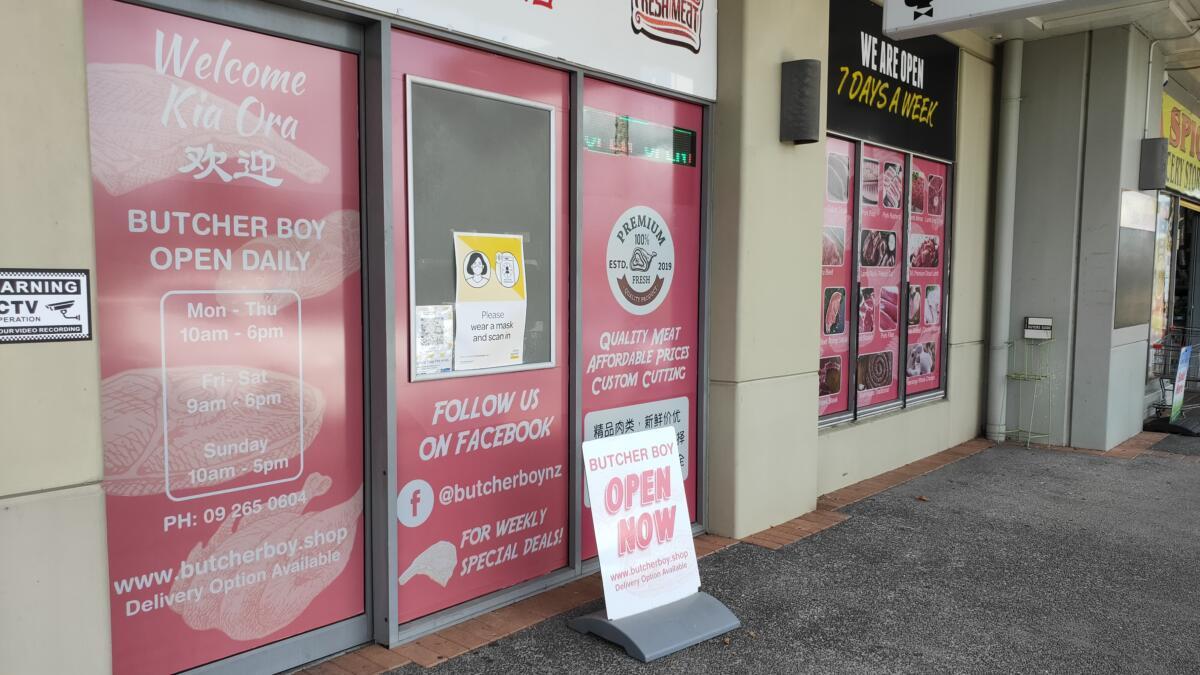 FRESH MEAT
WE ARE OPEN
7 DAYS A WEEK
Welcome
Kia Ora
欢迎
BUTCHER BOY
OPEN DAILY
Mon - Thu
10am - 6pm
Fri- Sat
9am - 6pm
Sunday
10am - 5pm
PH: 09 265 0604
www.butcherboy.shop
Delivery Option Available
WARNING
CCTV
OPERATION
24 HOUR VIDEO RECORDING
Please
wear a mask
and scan in
FOLLOW US
ON FACEBOOK
f @butcherboynz
FOR WEEKLY
SPECIAL DEALS!
PREMIUM
100%
ESTD. 2019
FRESH
QUALITY PRODUCT
QUALITY MEAT
AFFORDABLE PRICES
CUSTOM CUTTING
精品肉类，新鲜价优
BUTCHER BOY
OPEN
NOW
www.butcherboy.shop
Delivery Option Available